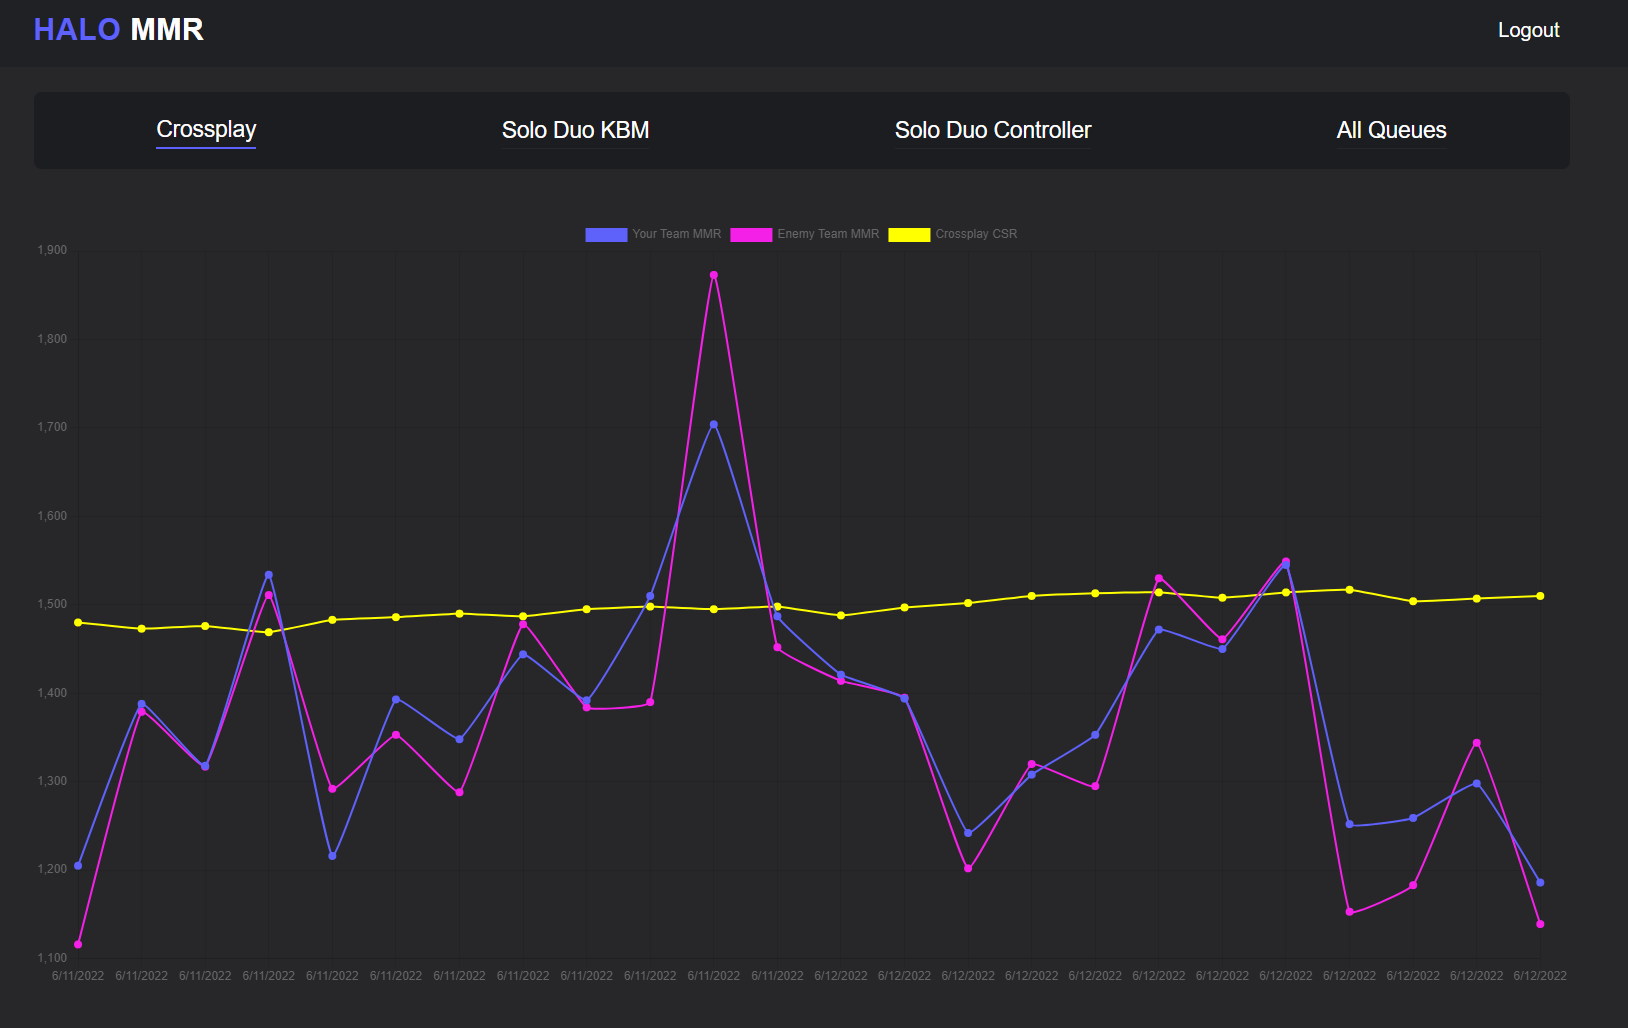 HALO MMR
Logout
Crossplay Solo Duo KBM Solo Duo Controller All Queues
Your Team MMR Enemy Team MMR Crossplay CSR
1,900
1,800
1,700
1,600
1,500
1,400
1,300
1,200
1,100
6/11/2022 6/11/2022 6/11/2022 6/11/2022 6/11/2022 6/11/2022 6/11/2022 6/11/2022 6/11/2022 6/11/2022 6/11/2022 6/11/2022 6/12/2022 6/12/2022 6/12/2022 6/12/2022 6/12/2022 6/12/2022 6/12/2022 6/12/2022 6/12/2022 6/12/2022 6/12/2022 6/12/2022